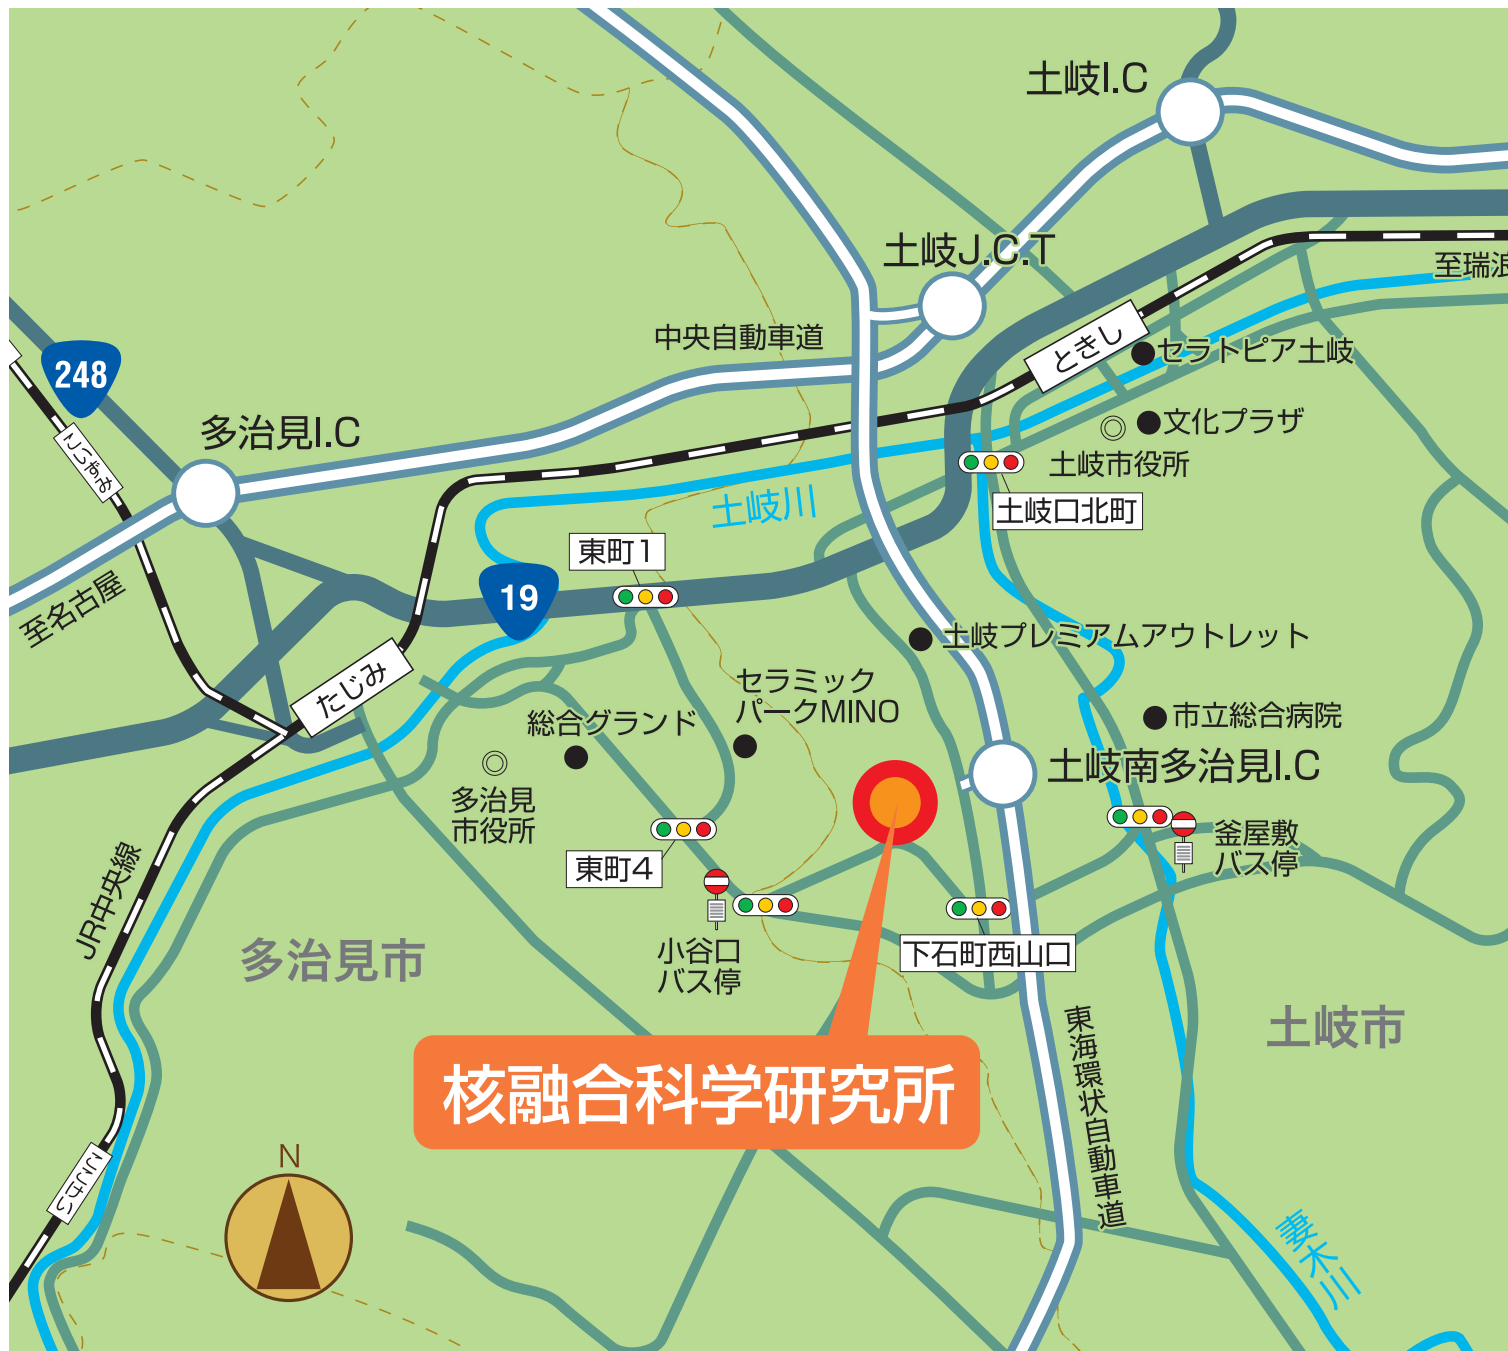 土岐I.C
土岐J.C.T
至瑞浪
中央自動車道
ときし
セラトピア土岐
248
多治見I.C
こいずみ
文化プラザ
土岐市役所
土岐川
土岐口北町
東町1
19
至名古屋
土岐プレミアムアウトレット
たじみ
セラミック
パークMINO
総合グランド
市立総合病院
土岐南多治見I.C
多治見
市役所
釜屋敷
バス停
東町4
JR中央線
多治見市
小谷口
バス停
下石町西山口
土岐市
東海環状自動車道
核融合科学研究所
ここけい
N
妻木川